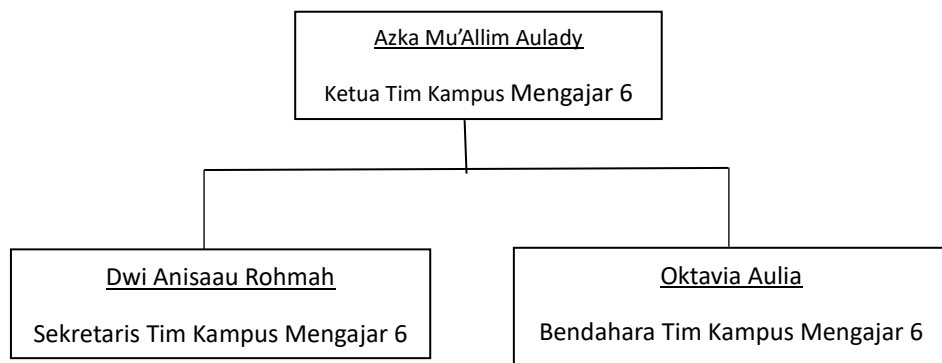 Azka Mu’Allim Aulady
Ketua Tim Kampus Mengajar 6
Dwi Anisaau Rohmah
Sekretaris Tim Kampus Mengajar 6
Oktavia Aulia
Bendahara Tim Kampus Mengajar 6